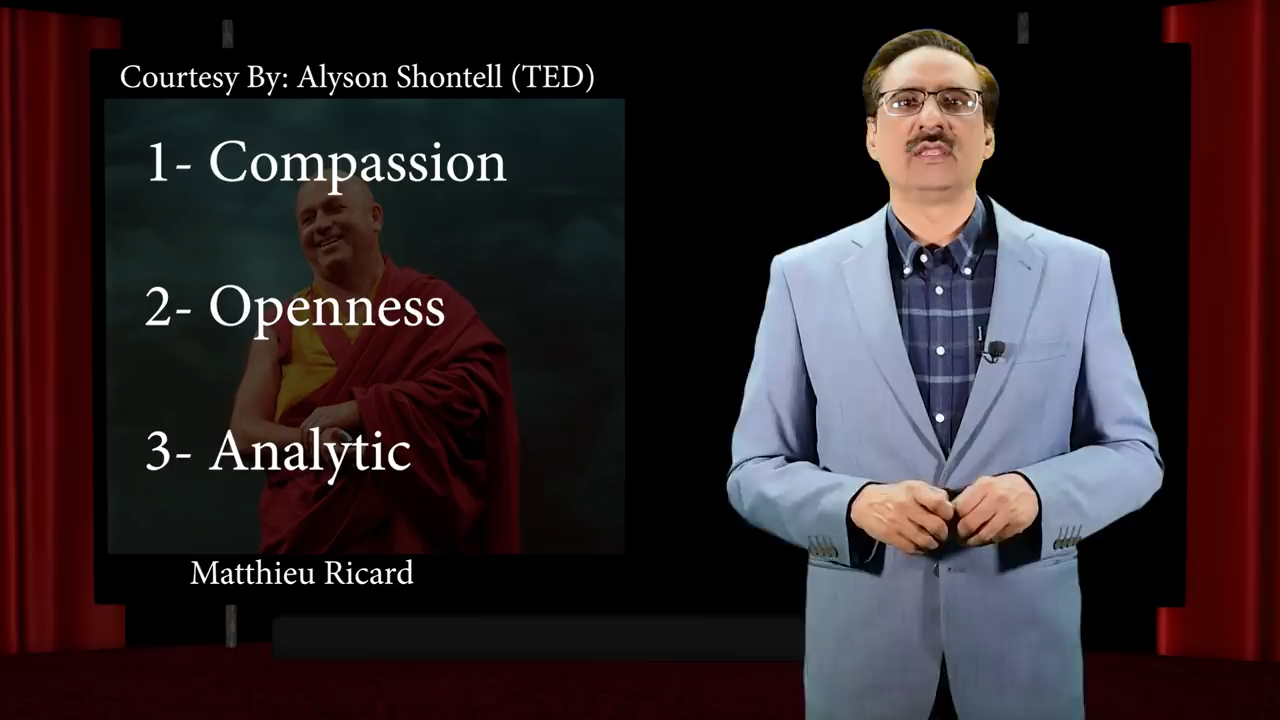 Courtesy By: Alyson Shontell (TED)
1- Compassion
2- Openness
3- Analytic
Matthieu Ricard